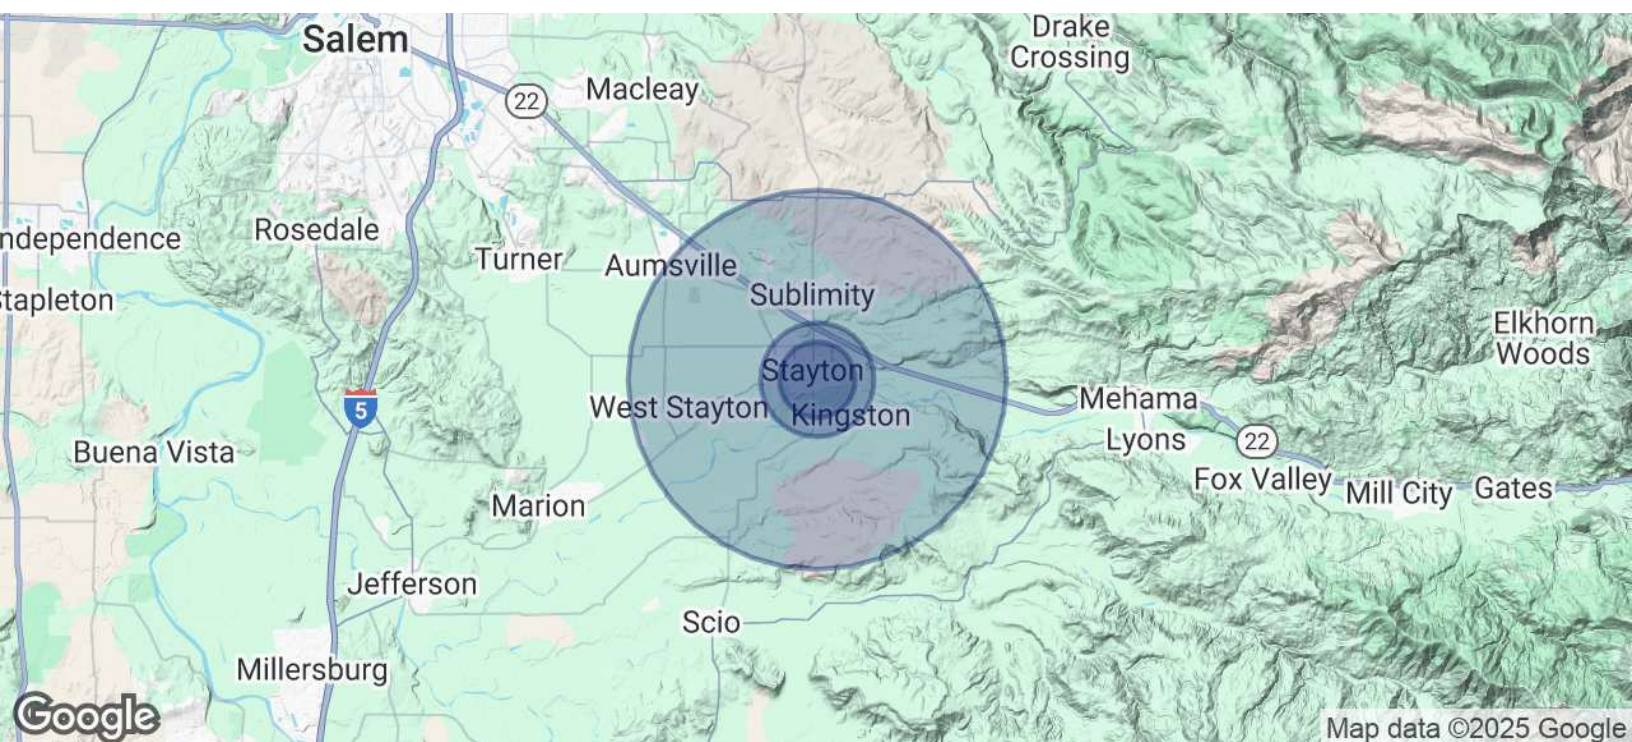 Drake
Crossing
Salem
Macleay
22
Rosedale
ndependence
Turner
Aumsville
Sublimity
Stapleton
Elkhorn
Woods
Stayton
5
West Stayton
Kingston
Mehama
Lyons
22
Buena Vista
Fox Valley
Mill City
Gates
Marion
Jefferson
Scio
Millersburg
Google
Map data ©2025 Google